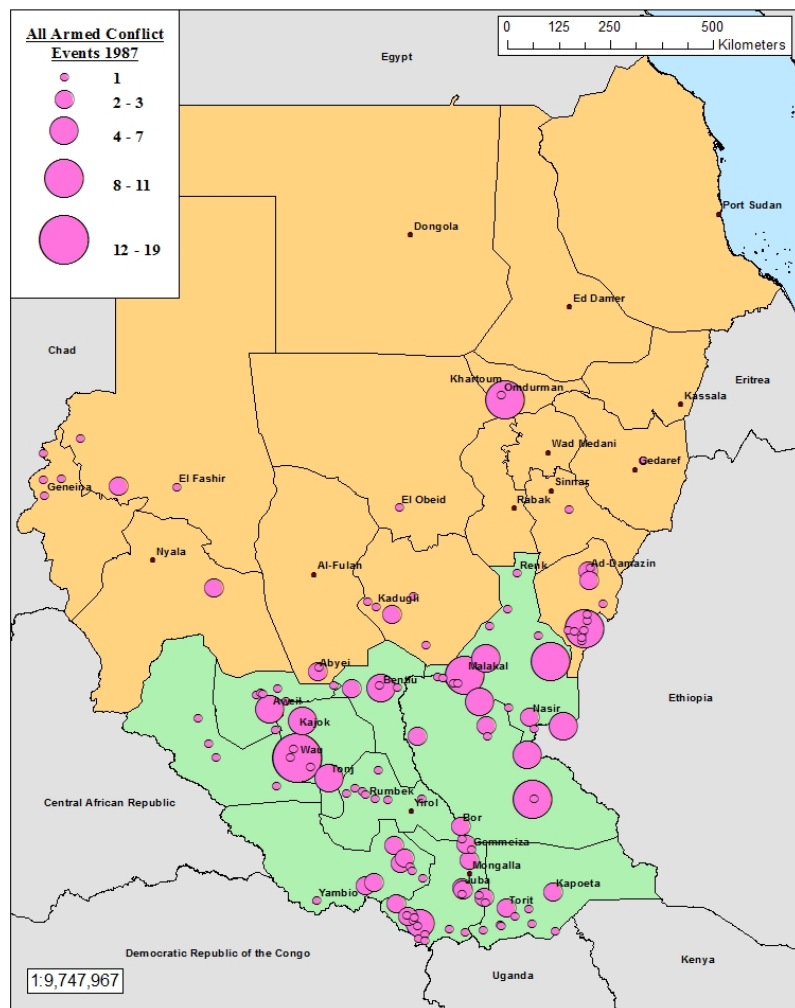 All Armed Conflict
Events 1987
1
2 - 3
4 - 7
8 - 11
12 - 19
0 125 250 500
Kilometers
Egypt
Port Sudan
Dongola
Ed Damer
Chad
Khartoum
Omdurman
Eritrea
Kassala
Wad Medani
Gedaref
El Fashir
Geneina
Sinnar
El Obeid
Rabak
Nyala
Al-Fulah
Renk
Ad-Damazin
Kadugli
Abyei
Malakal
Bentiu
Ethiopia
Aweil
Nasir
Kajok
Wau
Tonj
Central African Republic
Rumbek
Yirol
Bor
Gemmeiza
Mongalla
Juba
Yambio
Kapoeta
Torit
Democratic Republic of the Congo
Kenya
Uganda
1:9,747,967